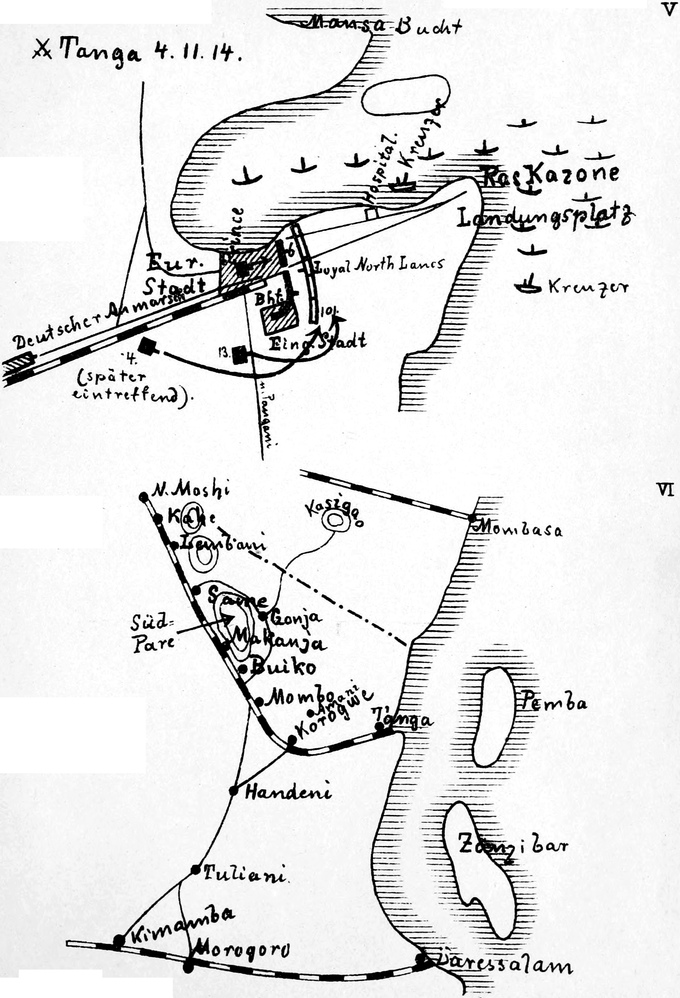 V
Mansa-Bucht
Tanga 4.11.14.
Hospital.
Kreuzer
Ras Kazone
Landungsplatz
Prince
Eur.
Stadt
6
Loyal North Lancs
Kreuzer
Deutscher Anmarsch
Bht.
101.
Eing. Stadt
4.
13.
(später
eintreffend).
n. Pangani
VI
N. Moshi
Kahe
Kasigao
Mombasa
Lembeni
Same
Gonja
Süd-
Pare
Makanja
Buiko
Mombo
Amani
Korogwe
Tanga
Pemba
Handeni
Zanzibar
Tuliani.
Kimamba
Morogoro
Daressalam